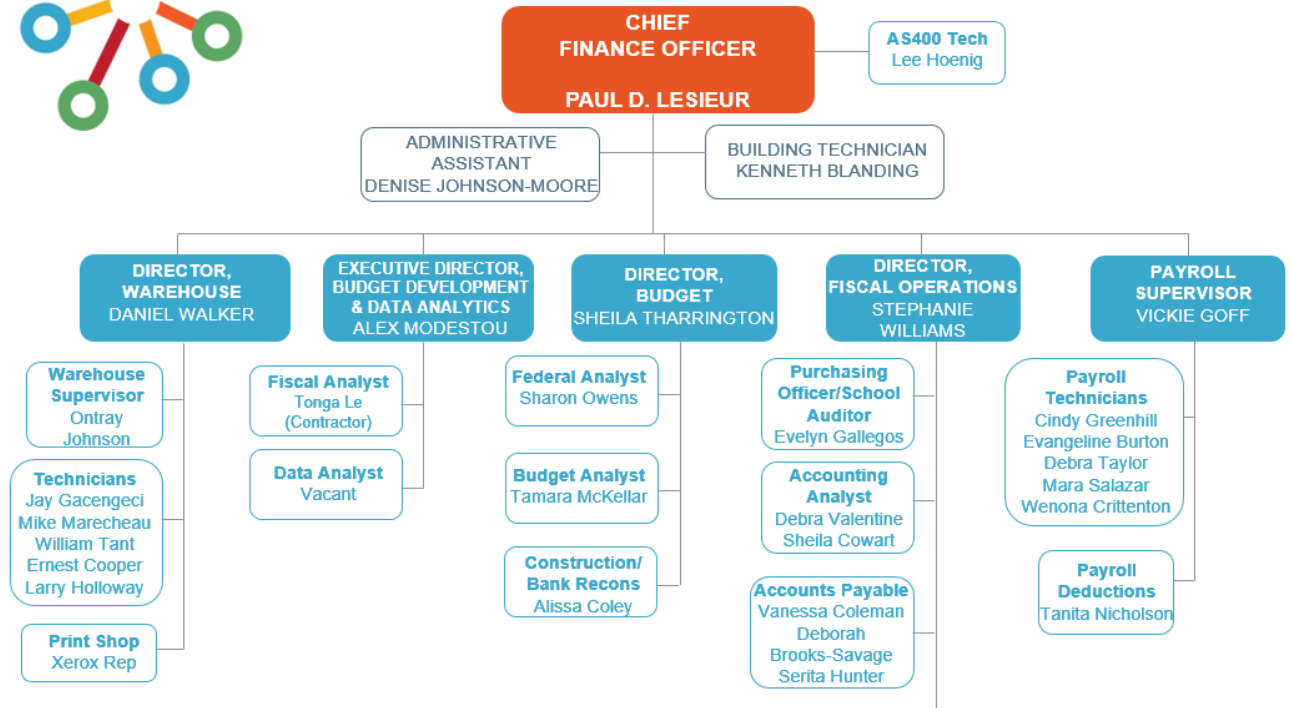 CHIEF
FINANCE OFFICER
PAUL D. LESIEUR
AS400 Tech
Lee Hoenig
ADMINISTRATIVE
ASSISTANT
DENISE JOHNSON-MOORE
BUILDING TECHNICIAN
KENNETH BLANDING
DIRECTOR,
WAREHOUSE
DANIEL WALKER
EXECUTIVE DIRECTOR,
BUDGET DEVELOPMENT
& DATA ANALYTICS
ALEX MODESTOU
DIRECTOR,
BUDGET
SHEILA THARRINGTON
DIRECTOR,
FISCAL OPERATIONS
STEPHANIE
WILLIAMS
PAYROLL
SUPERVISOR
VICKIE GOFF
Warehouse
Supervisor
Ontray
Johnson
Technicians
Jay Gacengeci
Mike Marecheau
William Tant
Ernest Cooper
Larry Holloway
Print Shop
Xerox Rep
Fiscal Analyst
Tonga Le
(Contractor)
Data Analyst
Vacant
Federal Analyst
Sharon Owens
Budget Analyst
Tamara McKellar
Construction/
Bank Recons
Alissa Coley
Purchasing
Officer/School
Auditor
Evelyn Gallegos
Accounting
Analyst
Debra Valentine
Sheila Cowart
Accounts Payable
Vanessa Coleman
Deborah
Brooks-Savage
Serita Hunter
Payroll
Technicians
Cindy Greenhill
Evangeline Burton
Debra Taylor
Mara Salazar
Wenona Crittenton
Payroll
Deductions
Tanita Nicholson